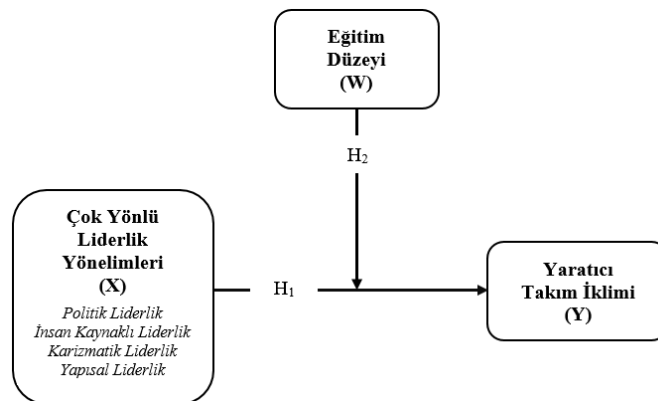 Eğitim
Düzeyi
(W)
H₂
Çok Yönlü
Liderlik
Yönelimleri
(X)
Politik Liderlik
İnsan Kaynaklı Liderlik
Karizmatik Liderlik
Yapısal Liderlik
H₁
Yaratıcı
Takım İklimi
(Y)